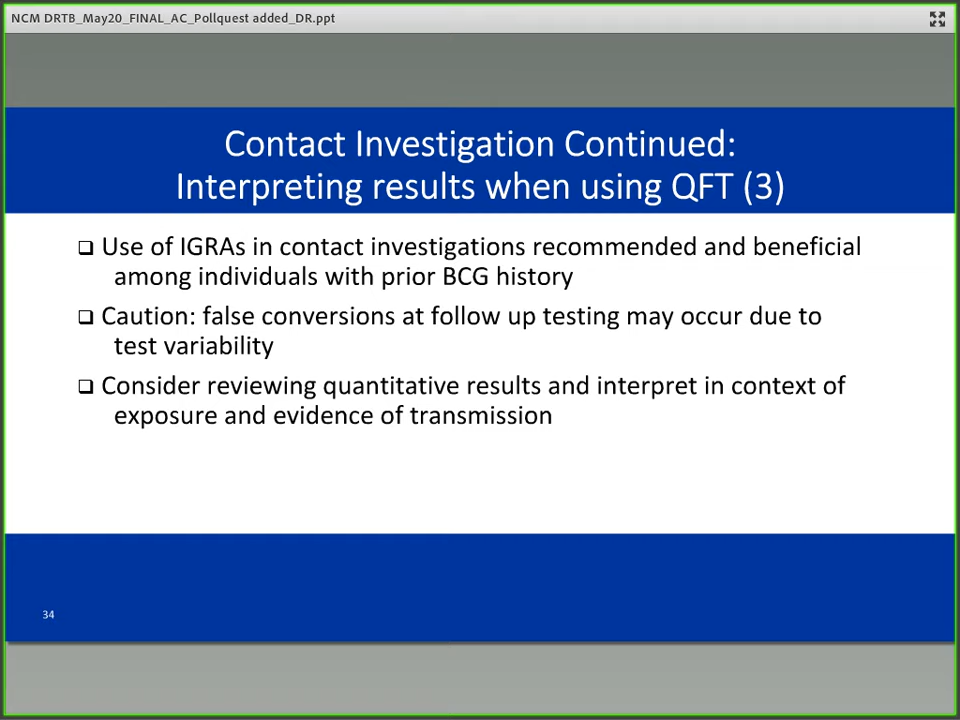 NCM DRTB_May20_FINAL_AC_Pollquest added_DR.ppt
Contact Investigation Continued:
Interpreting results when using QFT (3)
Use of IGRAs in contact investigations recommended and beneficial
among individuals with prior BCG history
Caution: false conversions at follow up testing may occur due to
test variability
Consider reviewing quantitative results and interpret in context of
exposure and evidence of transmission
34